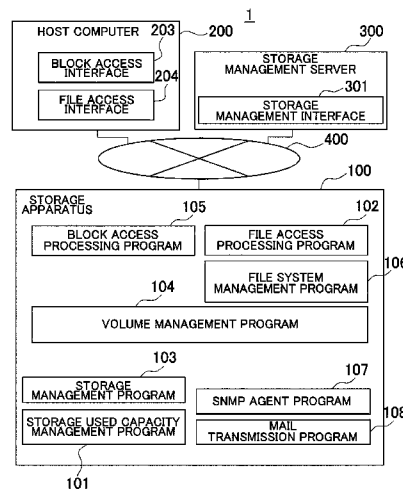 1
HOST COMPUTER
203
200
BLOCK ACCESS
INTERFACE
204
FILE ACCESS
INTERFACE
300
STORAGE
MANAGEMENT SERVER
301
STORAGE
MANAGEMENT INTERFACE
400
100
STORAGE
APPARATUS
105
102
BLOCK ACCESS
PROCESSING PROGRAM
FILE ACCESS
PROCESSING PROGRAM
106
104
FILE SYSTEM
MANAGEMENT PROGRAM
VOLUME MANAGEMENT PROGRAM
103
107
STORAGE
MANAGEMENT PROGRAM
SNMP AGENT PROGRAM
108
STORAGE USED CAPACITY
MANAGEMENT PROGRAM
MAIL
TRANSMISSION PROGRAM
101